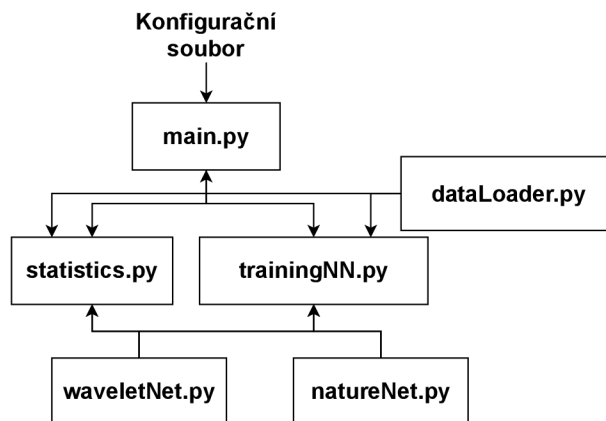 Konfigurační
soubor
main.py
dataLoader.py
statistics.py
trainingNN.py
waveletNet.py
natureNet.py